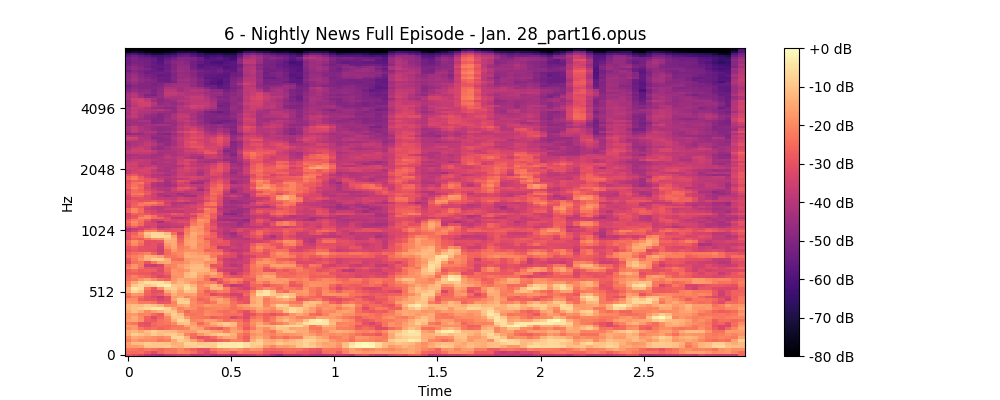 6 - Nightly News Full Episode - Jan. 28_part16.opus
4096
2048
1024
512
0
Hz
0
0.5
1
1.5
2
2.5
Time
+0 dB
-10 dB
-20 dB
-30 dB
-40 dB
-50 dB
-60 dB
-70 dB
-80 dB